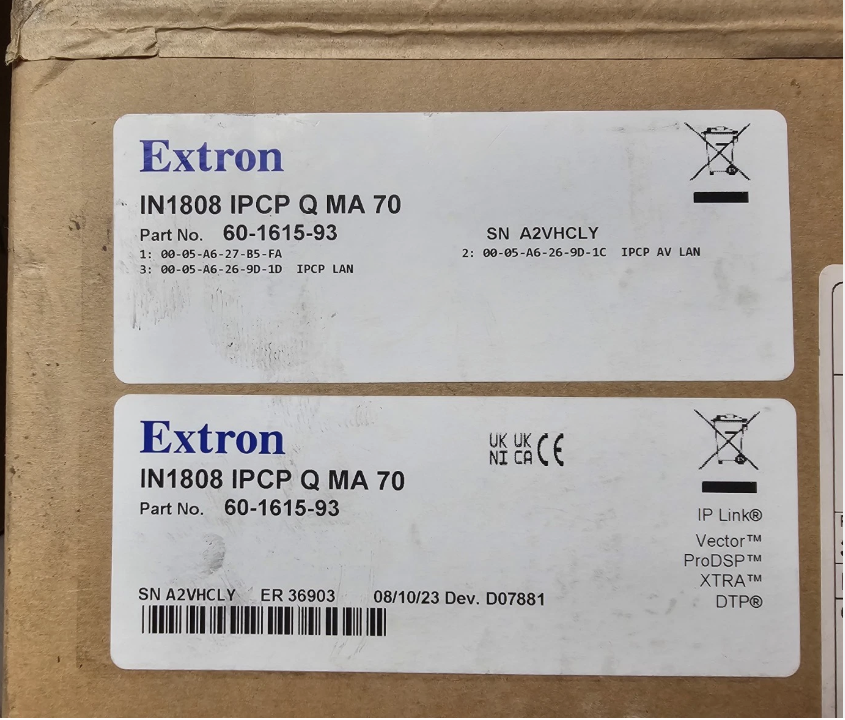 Extron
IN1808 IPCP Q MA 70
Part No. 60-1615-93 SN A2VHCLY
1: 00-05-A6-27-B5-FA 2: 00-05-A6-26-9D-1C IPCP AV LAN
3: 00-05-A6-26-9D-1D IPCP LAN
Extron
UK UK
NI CA CE
IN1808 IPCP Q MA 70
Part No. 60-1615-93
IP Link®
Vector™
ProDSP™
XTRA™
DTP®
SN A2VHCLY ER 36903 08/10/23 Dev. D07881